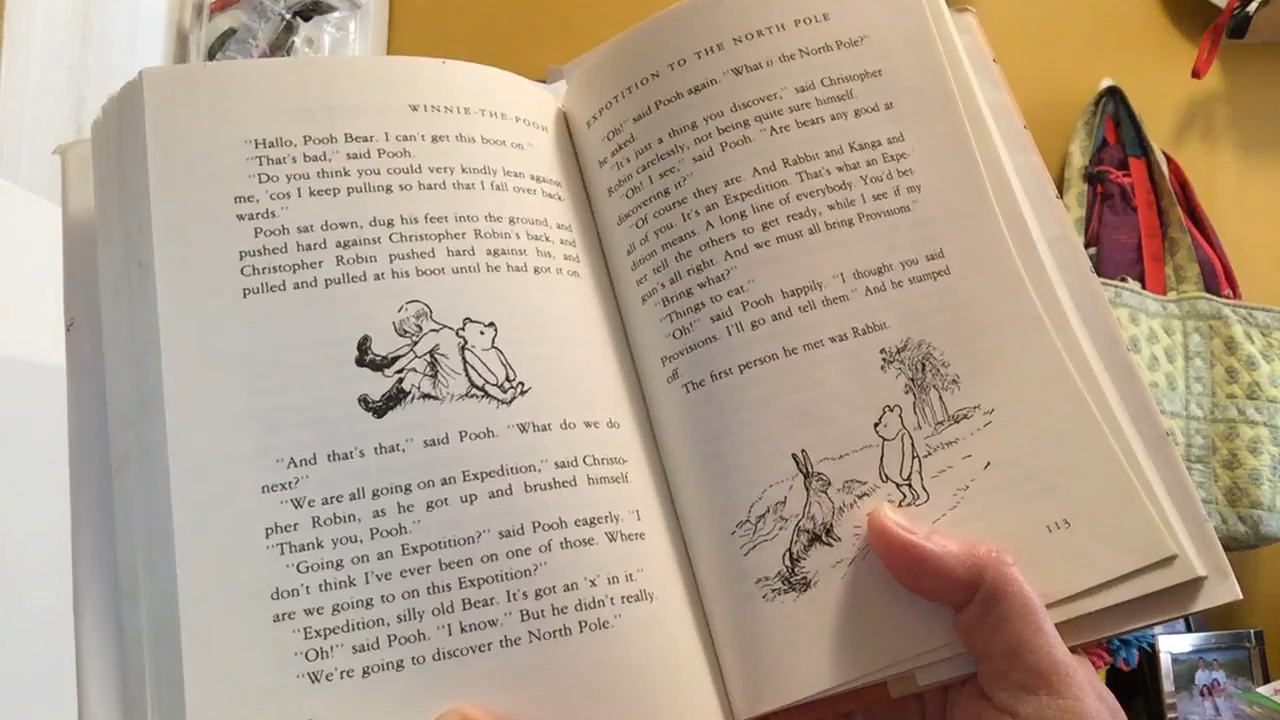 WINNIE-THE-POOH
"Hallo, Pooh Bear. I can't get this boot on."
"That's bad," said Pooh.
"Do you think you could very kindly lean against
me, 'cos I keep pulling so hard that I fall over back-
wards."
Pooh sat down, dug his feet into the ground, and
pushed hard against Christopher Robin's back, and
Christopher Robin pushed hard against his, and
pulled and pulled at his boot until he had got it on.
"And that's that," said Pooh. "What do we do
next?"
"We are all going on an Expedition," said Christo-
pher Robin, as he got up and brushed himself.
"Thank you, Pooh."
"Going on an Expotition?" said Pooh eagerly. "I
don't think I've ever been on one of those. Where
are we going to on this Expotition?"
"Expedition, silly old Bear. It's got an 'x' in it."
"Oh!" said Pooh. "I know." But he didn't really.
"We're going to discover the North Pole."
EXPOTITION TO THE NORTH POLE
"Oh!" said Pooh again. "What is the North Pole?"
he asked.
"It's just a thing you discover," said Christopher
Robin carelessly, not being quite sure himself.
"Oh! I see," said Pooh. "Are bears any good at
discovering it?"
"Of course they are. And Rabbit and Kanga and
all of you. It's an Expedition. That's what an Expe-
dition means. A long line of everybody. You'd bet-
ter tell the others to get ready, while I see if my
gun's all right. And we must all bring Provisions."
"Bring what?"
"Things to eat."
"Oh!" said Pooh happily. "I thought you said
Provisions. I'll go and tell them." And he stumped
off.
The first person he met was Rabbit.
113